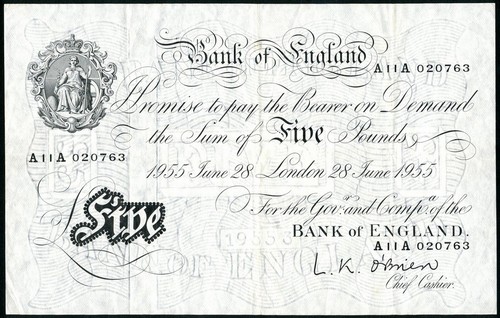 Bank of England
A11A 020763
I Promise to pay the Bearer on Demand
the Sum of Five Pounds
A11A 020763
1955 June 28 London 28 June 1955
For the Govr. and Compa. of the
BANK of ENGLAND.
£ Five
A11A 020763
L. K. O'Brien
Chief Cashier.